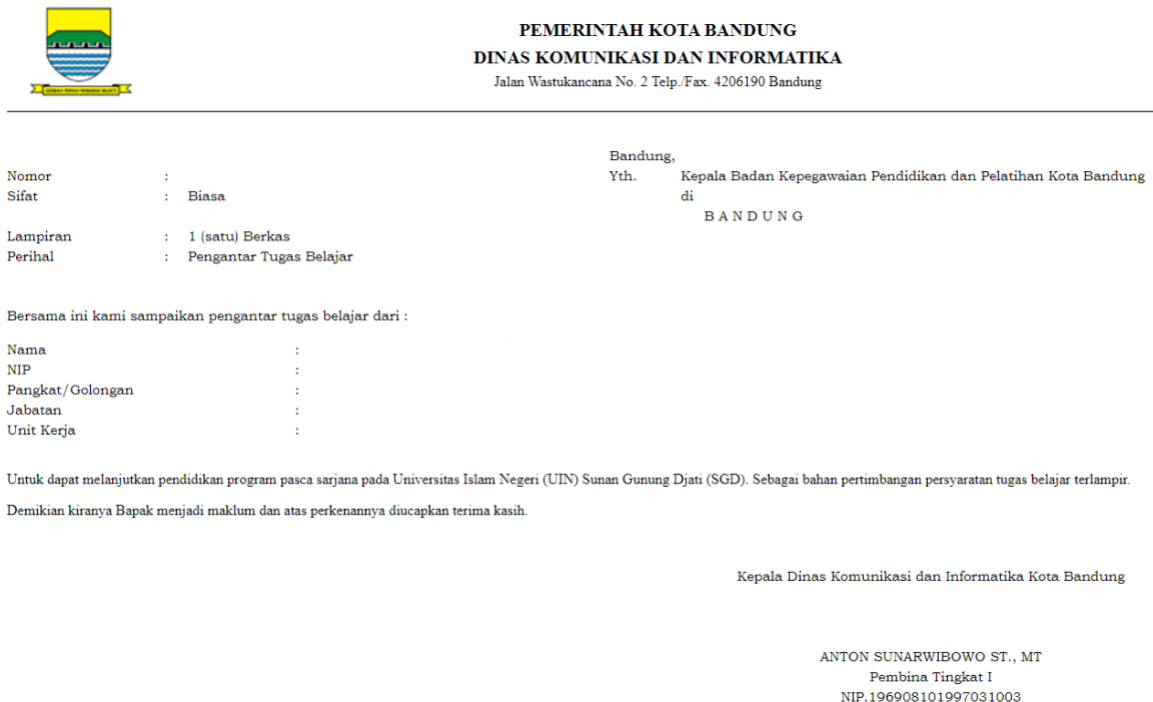 PEMERINTAH KOTA BANDUNG
DINAS KOMUNIKASI DAN INFORMATIKA
Jalan Wastukancana No. 2 Telp./Fax. 4206190 Bandung
Bandung,
Nomor :
Yth. Kepala Badan Kepegawaian Pendidikan dan Pelatihan Kota Bandung
Sifat : Biasa
di
B A N D U N G
Lampiran : 1 (satu) Berkas
Perihal : Pengantar Tugas Belajar
Bersama ini kami sampaikan pengantar tugas belajar dari :
Nama :
NIP :
Pangkat/Golongan :
Jabatan :
Unit Kerja :
Untuk dapat melanjutkan pendidikan program pasca sarjana pada Universitas Islam Negeri (UIN) Sunan Gunung Djati (SGD). Sebagai bahan pertimbangan persyaratan tugas belajar terlampir.
Demikian kiranya Bapak menjadi maklum dan atas perkenannya diucapkan terima kasih.
Kepala Dinas Komunikasi dan Informatika Kota Bandung
ANTON SUNARWIBOWO ST., MT
Pembina Tingkat I
NIP.196908101997031003